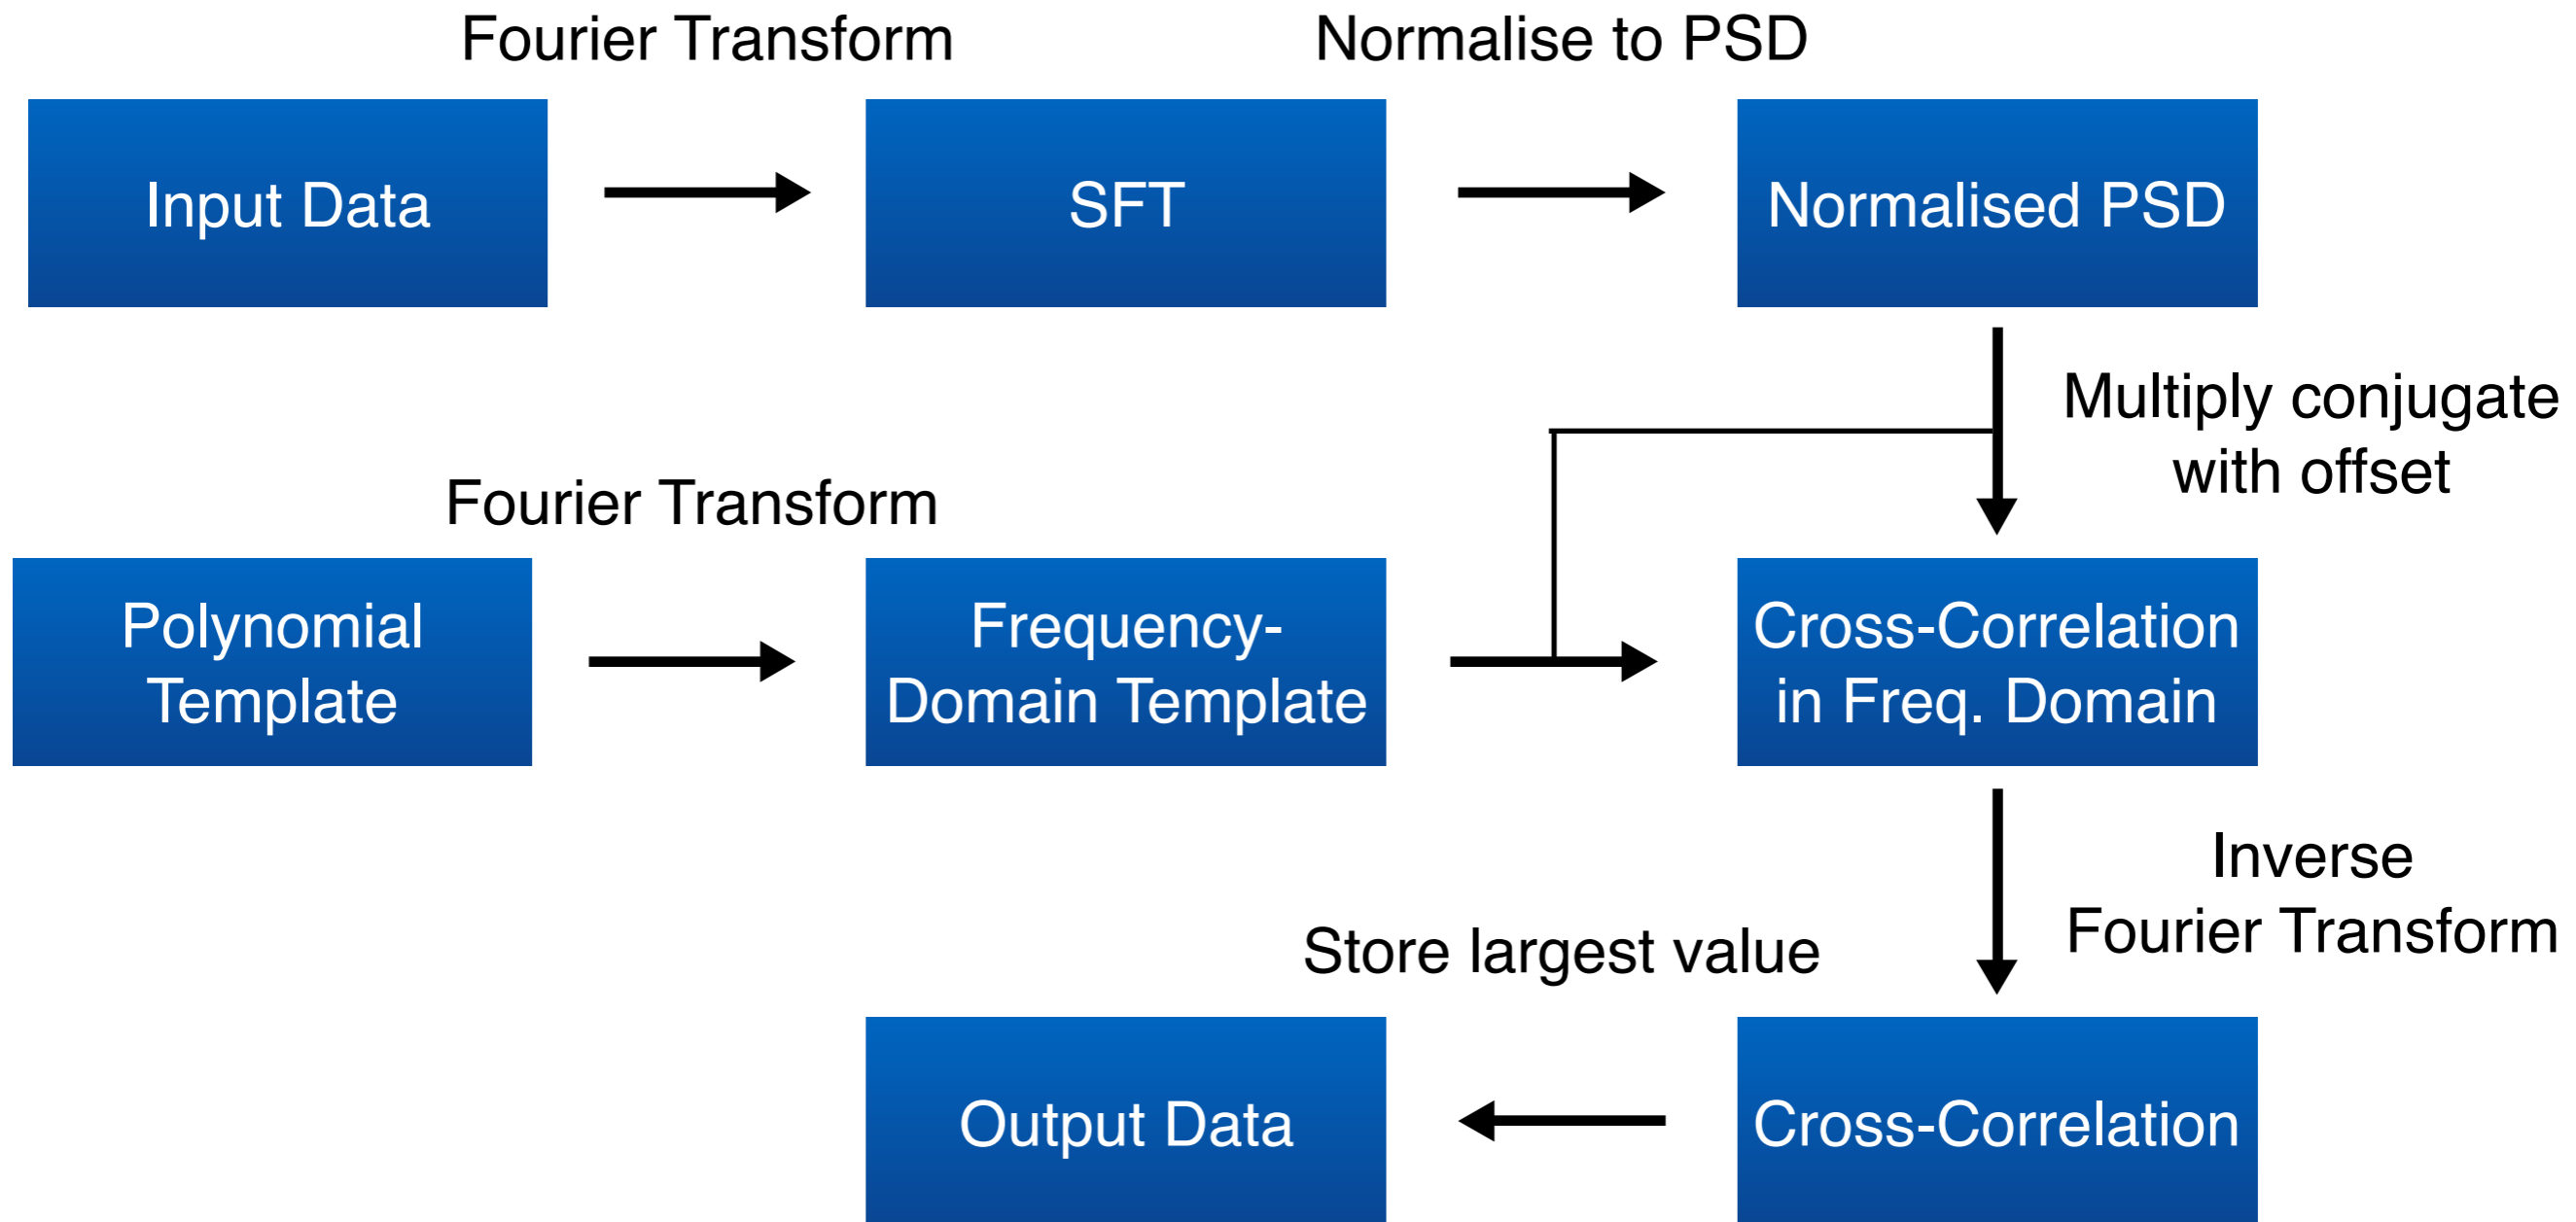 Fourier Transform
Normalise to PSD
Input Data
SFT
Normalised PSD
Multiply conjugate
with offset
Fourier Transform
Polynomial
Template
Frequency-
Domain Template
Cross-Correlation
in Freq. Domain
Inverse
Fourier Transform
Store largest value
Output Data
Cross-Correlation